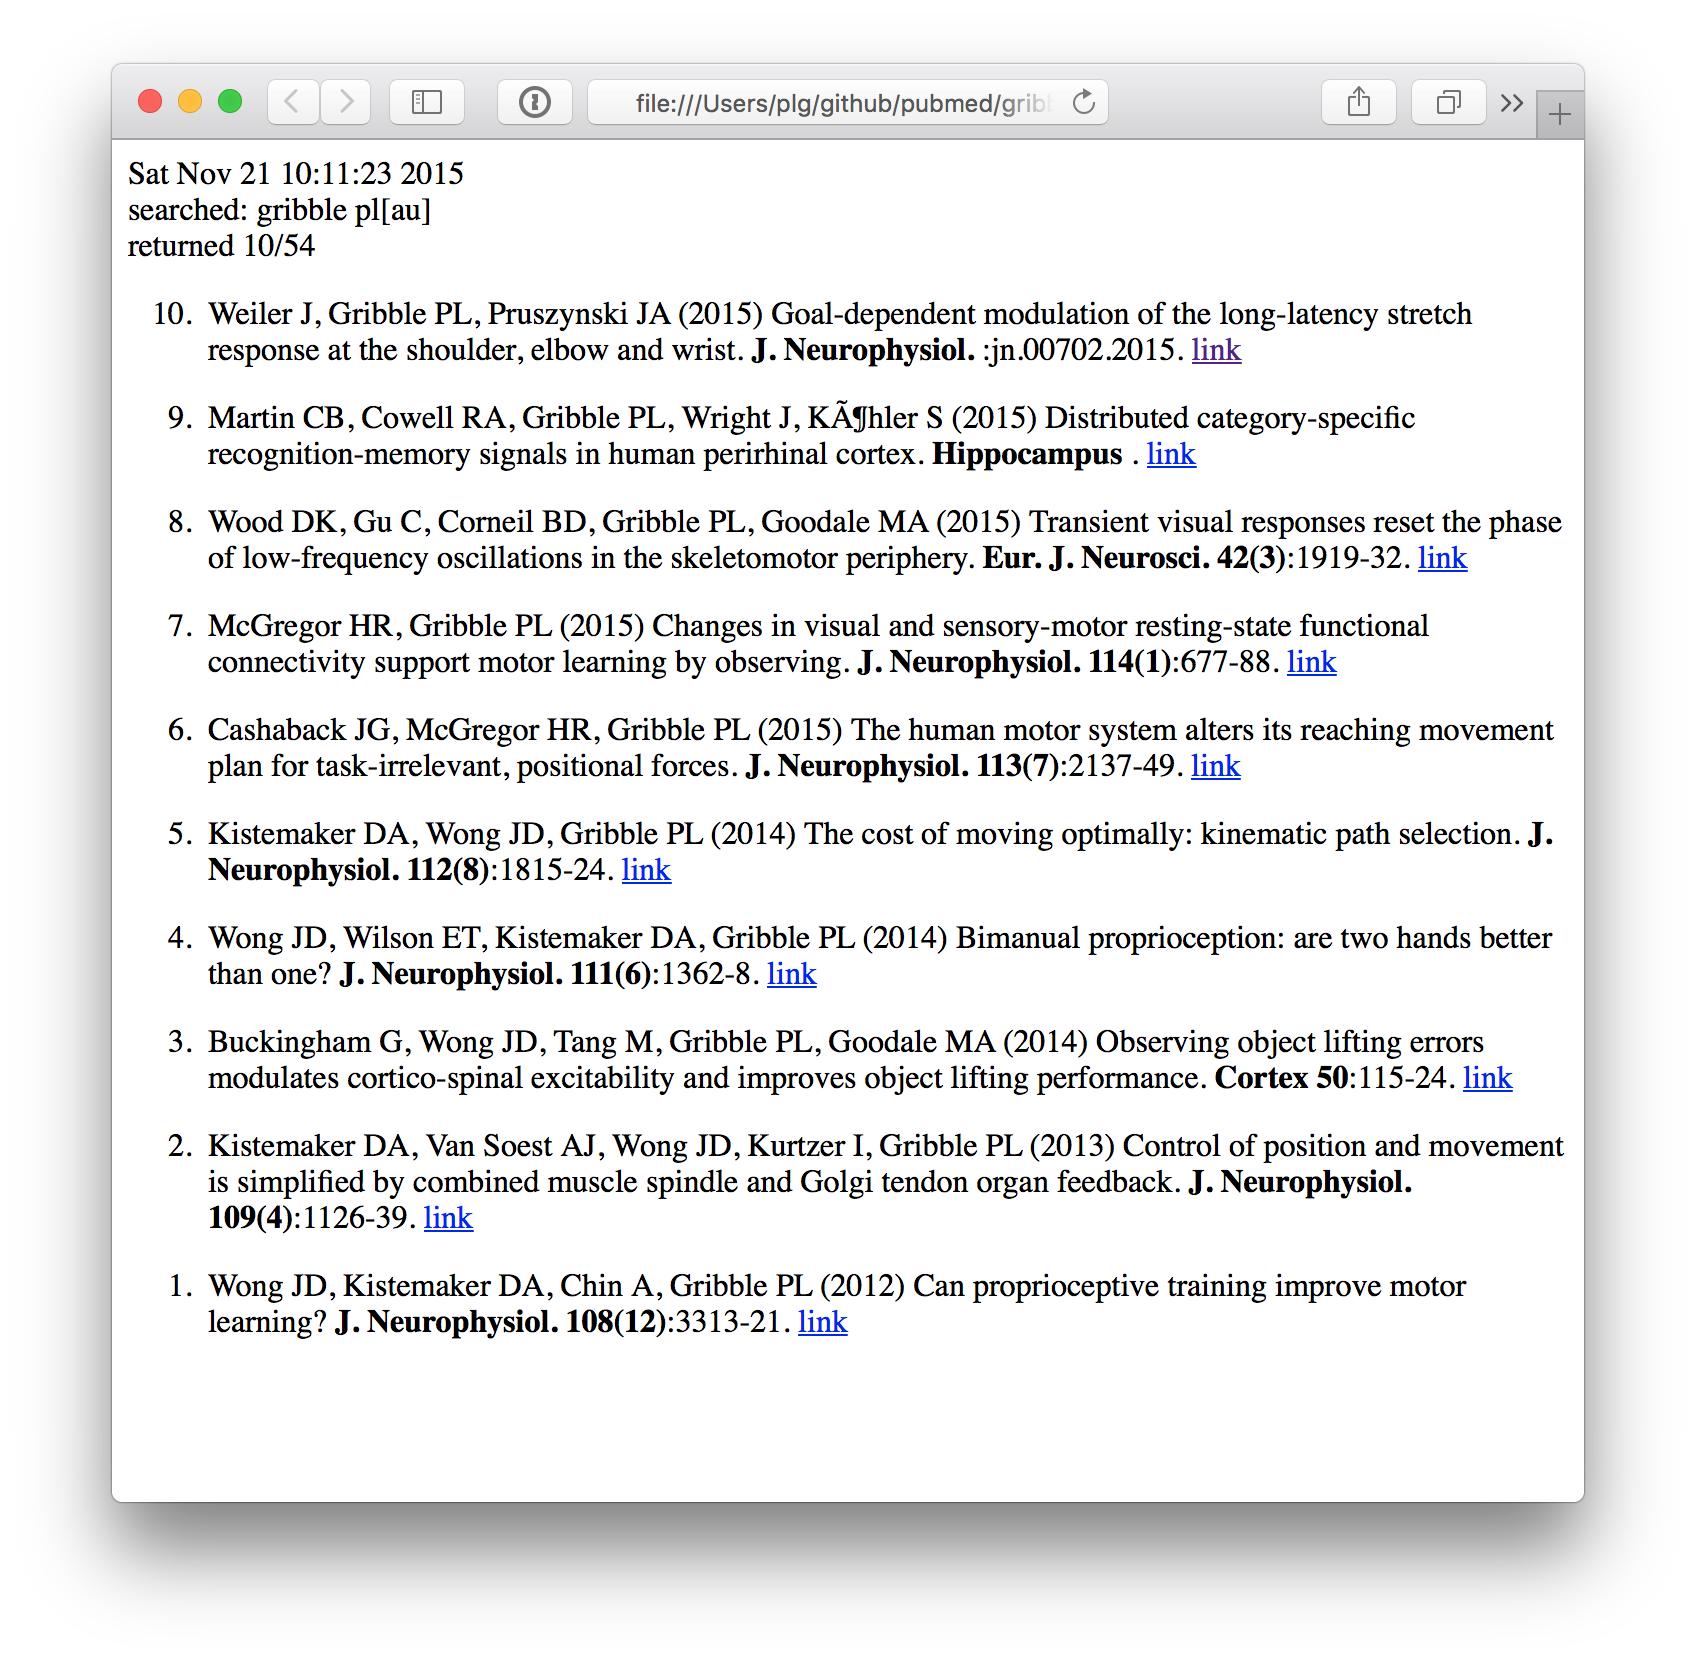 file:///Users/plg/github/pubmed/gribb
Sat Nov 21 10:11:23 2015
searched: gribble pl[au]
returned 10/54
10. Weiler J, Gribble PL, Pruszynski JA (2015) Goal-dependent modulation of the long-latency stretch
response at the shoulder, elbow and wrist. J. Neurophysiol. :jn.00702.2015. link
9. Martin CB, Cowell RA, Gribble PL, Wright J, KÃ¶hler S (2015) Distributed category-specific
recognition-memory signals in human perirhinal cortex. Hippocampus . link
8. Wood DK, Gu C, Corneil BD, Gribble PL, Goodale MA (2015) Transient visual responses reset the phase
of low-frequency oscillations in the skeletomotor periphery. Eur. J. Neurosci. 42(3):1919-32. link
7. McGregor HR, Gribble PL (2015) Changes in visual and sensory-motor resting-state functional
connectivity support motor learning by observing. J. Neurophysiol. 114(1):677-88. link
6. Cashaback JG, McGregor HR, Gribble PL (2015) The human motor system alters its reaching movement
plan for task-irrelevant, positional forces. J. Neurophysiol. 113(7):2137-49. link
5. Kistemaker DA, Wong JD, Gribble PL (2014) The cost of moving optimally: kinematic path selection. J.
Neurophysiol. 112(8):1815-24. link
4. Wong JD, Wilson ET, Kistemaker DA, Gribble PL (2014) Bimanual proprioception: are two hands better
than one? J. Neurophysiol. 111(6):1362-8. link
3. Buckingham G, Wong JD, Tang M, Gribble PL, Goodale MA (2014) Observing object lifting errors
modulates cortico-spinal excitability and improves object lifting performance. Cortex 50:115-24. link
2. Kistemaker DA, Van Soest AJ, Wong JD, Kurtzer I, Gribble PL (2013) Control of position and movement
is simplified by combined muscle spindle and Golgi tendon organ feedback. J. Neurophysiol.
109(4):1126-39. link
1. Wong JD, Kistemaker DA, Chin A, Gribble PL (2012) Can proprioceptive training improve motor
learning? J. Neurophysiol. 108(12):3313-21. link